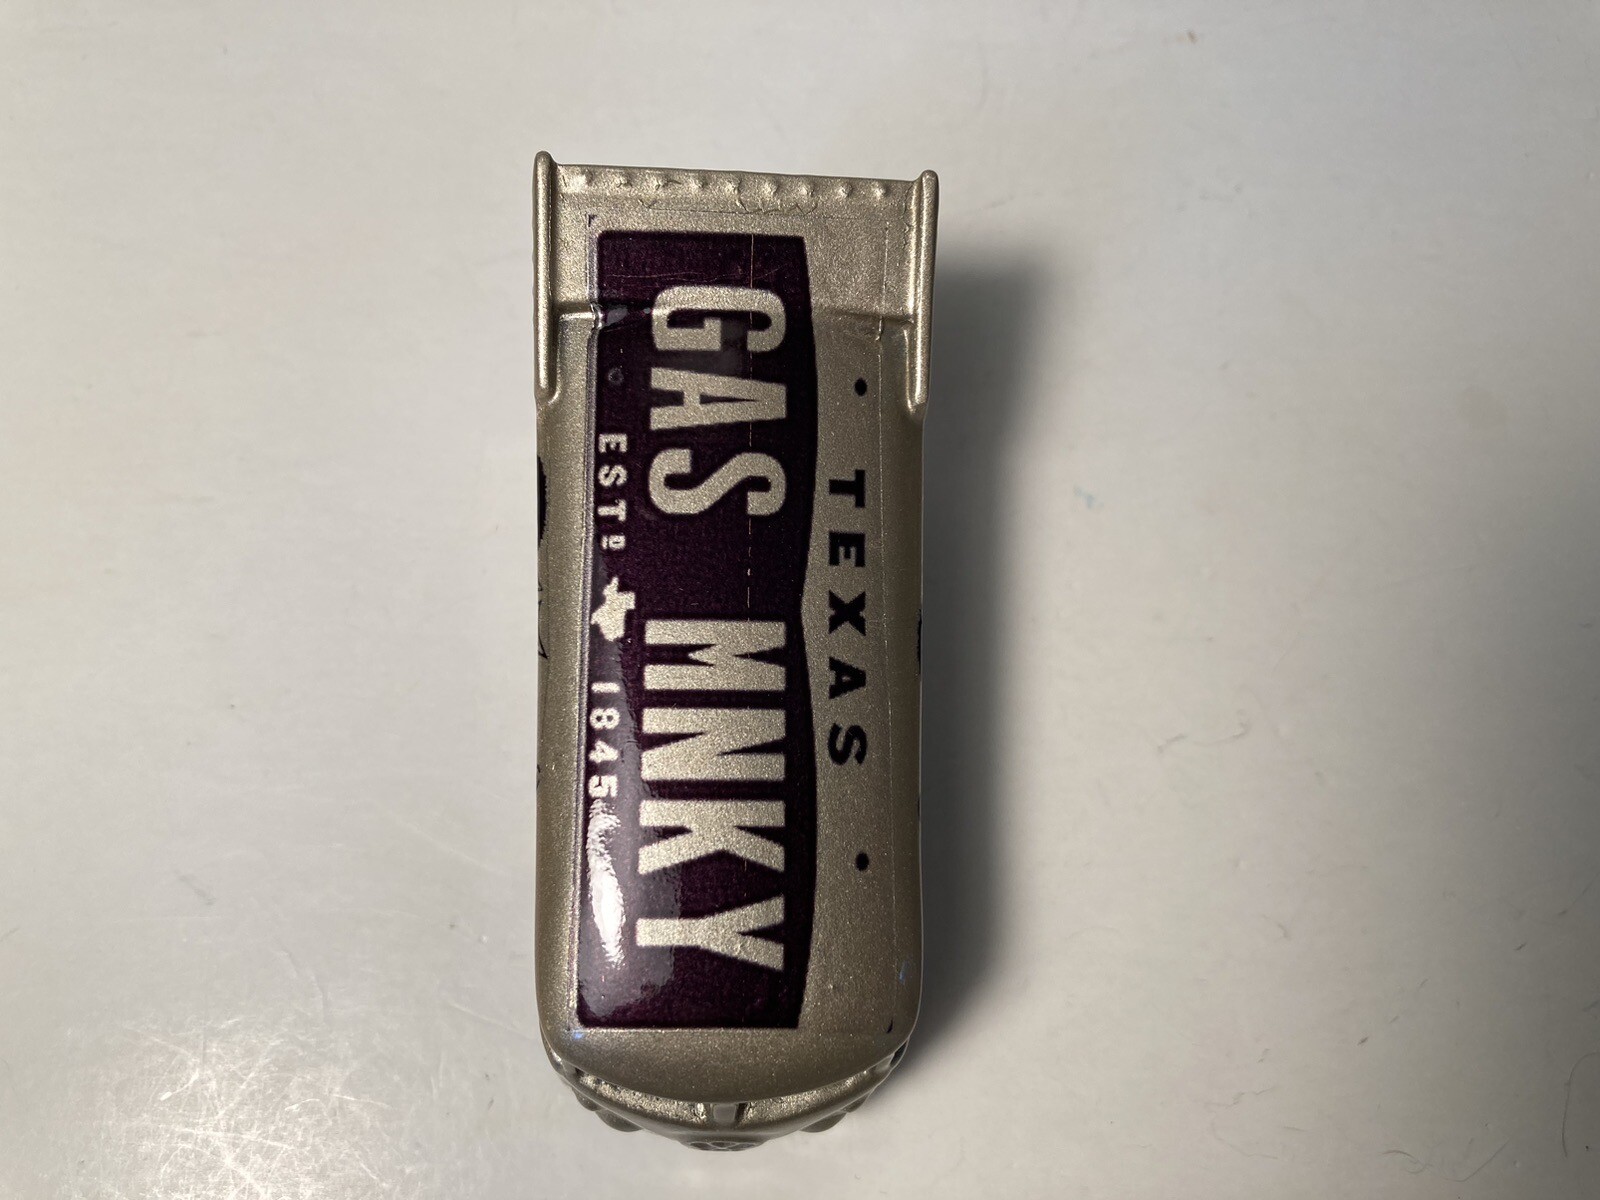 • TEXAS •
GAS MNKY
ESTD 1845